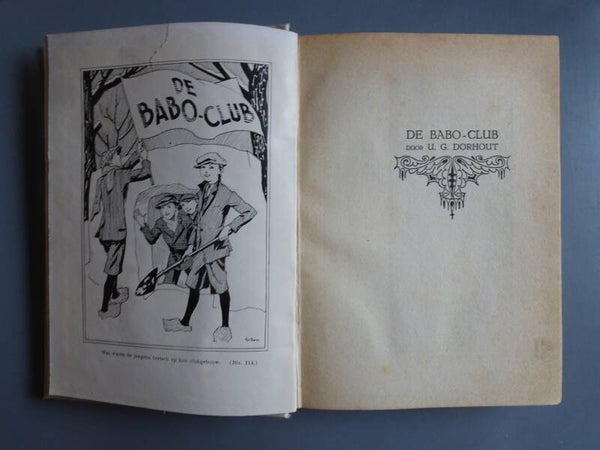 DE
BABO-CLUB
Wat waren de jongens trotsch op hun clubgebouw. (Blz. 114.)
DE BABO-CLUB
DOOR U. G. DORHOUT